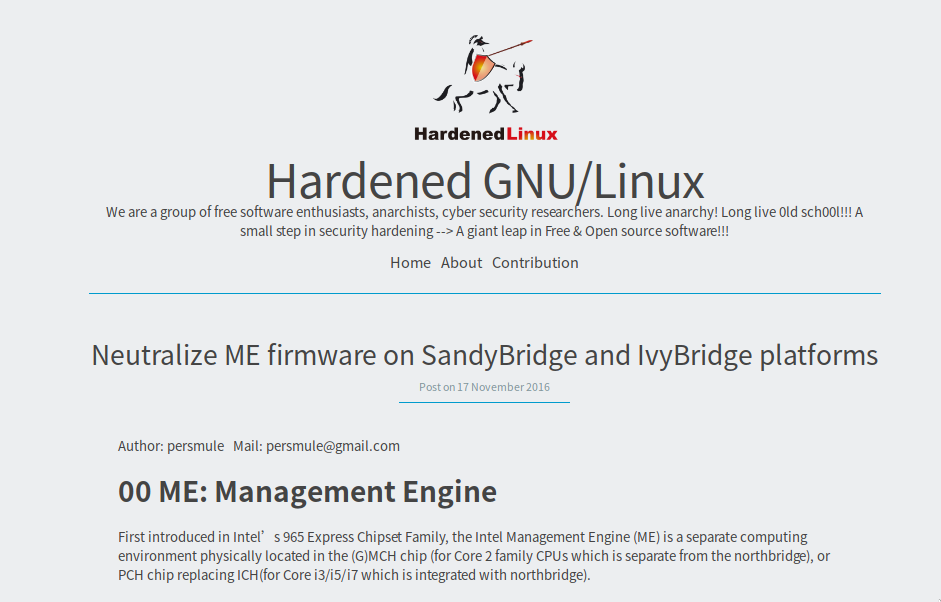 HardenedLinux
Hardened GNU/Linux
We are a group of free software enthusiasts, anarchists, cyber security researchers. Long live anarchy! Long live 0ld sch00l!!! A
small step in security hardening --> A giant leap in Free & Open source software!!!
Home About Contribution
Neutralize ME firmware on SandyBridge and IvyBridge platforms
Post on 17 November 2016
Author: persmule Mail: persmule@gmail.com
00 ME: Management Engine
First introduced in Intel’s 965 Express Chipset Family, the Intel Management Engine (ME) is a separate computing
environment physically located in the (G)MCH chip (for Core 2 family CPUs which is separate from the northbridge), or
PCH chip replacing ICH(for Core i3/i5/i7 which is integrated with northbridge).